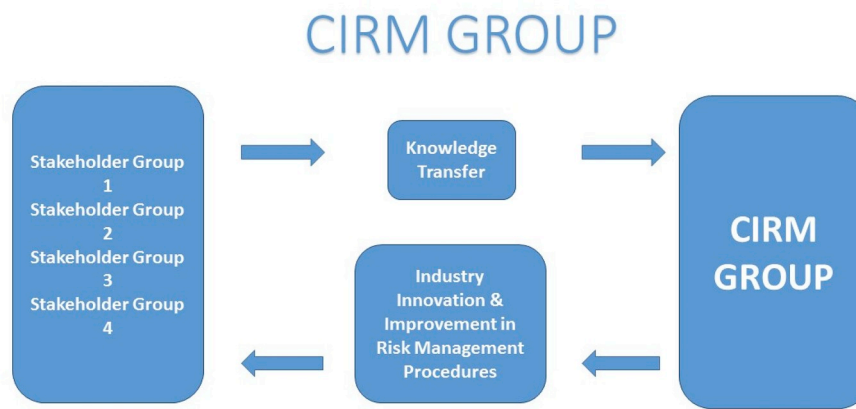 CIRM GROUP
Stakeholder Group
1
Stakeholder Group
2
Stakeholder Group
3
Stakeholder Group
4
Knowledge
Transfer
Industry
Innovation &
Improvement in
Risk Management
Procedures
CIRM
GROUP